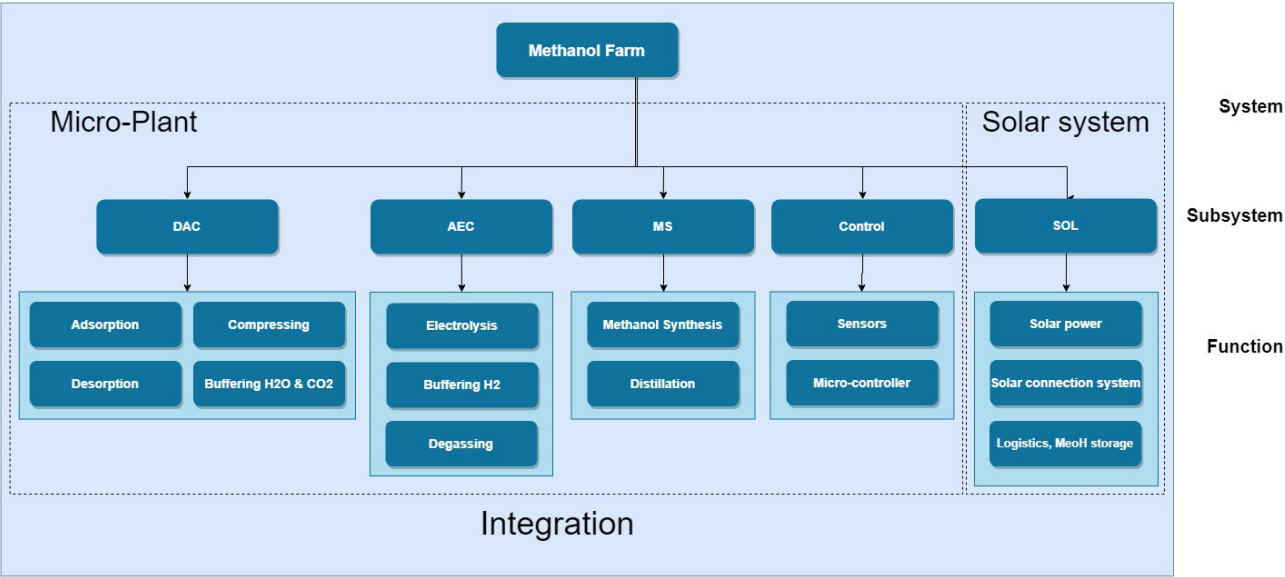 Methanol Farm
System
Micro-Plant
Solar system
DAC
AEC
MS
Control
SOL
Subsystem
Adsorption
Compressing
Desorption
Buffering H2O & CO2
Electrolysis
Buffering H2
Degassing
Methanol Synthesis
Distillation
Sensors
Micro-controller
Solar power
Solar connection system
Logistics, MeoH storage
Function
Integration